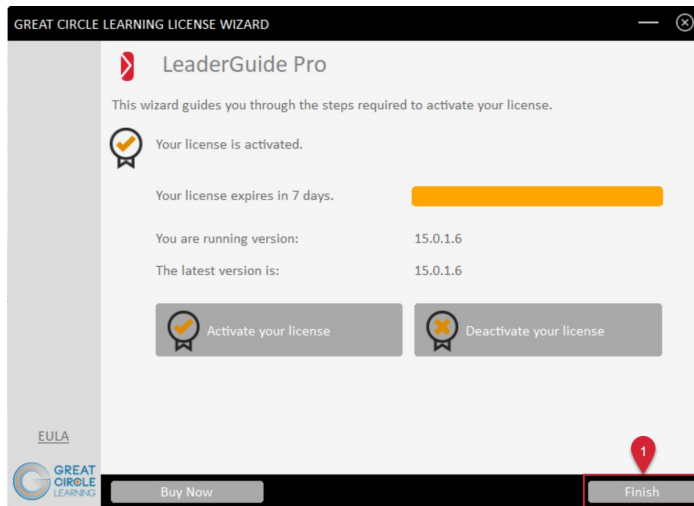 GREAT CIRCLE LEARNING LICENSE WIZARD
LeaderGuide Pro
This wizard guides you through the steps required to activate your license.
Your license is activated.
Your license expires in 7 days.
You are running version: 15.0.1.6
The latest version is: 15.0.1.6
Activate your license Deactivate your license
EULA
1
GREAT
CIRCLE
LEARNING
Buy Now Finish